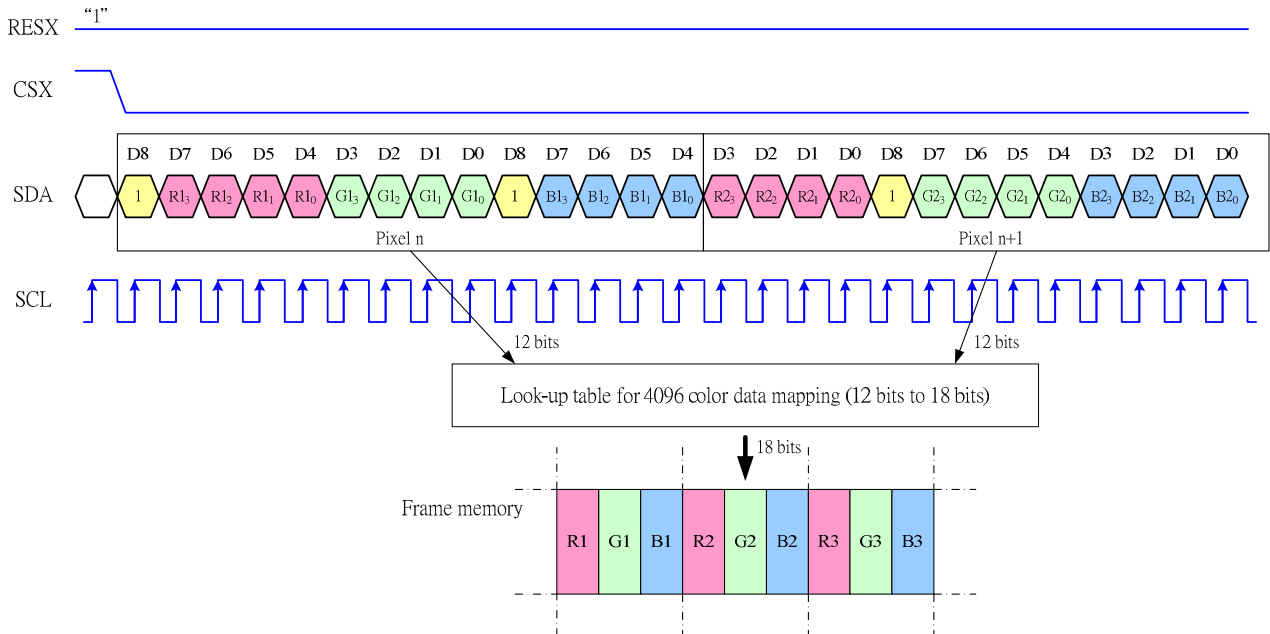 RESX “1”
CSX
D8 D7 D6 D5 D4 D3 D2 D1 D0 D8 D7 D6 D5 D4 D3 D2 D1 D0 D8 D7 D6 D5 D4 D3 D2 D1 D0
SDA 1 R1₃ R1₂ R1₁ R1₀ G1₃ G1₂ G1₁ G1₀ 1 B1₃ B1₂ B1₁ B1₀ R2₃ R2₂ R2₁ R2₀ 1 G2₃ G2₂ G2₁ G2₀ B2₃ B2₂ B2₁ B2₀
Pixel n Pixel n+1
SCL
12 bits 12 bits
Look-up table for 4096 color data mapping (12 bits to 18 bits)
18 bits
Frame memory
R1 G1 B1 R2 G2 B2 R3 G3 B3